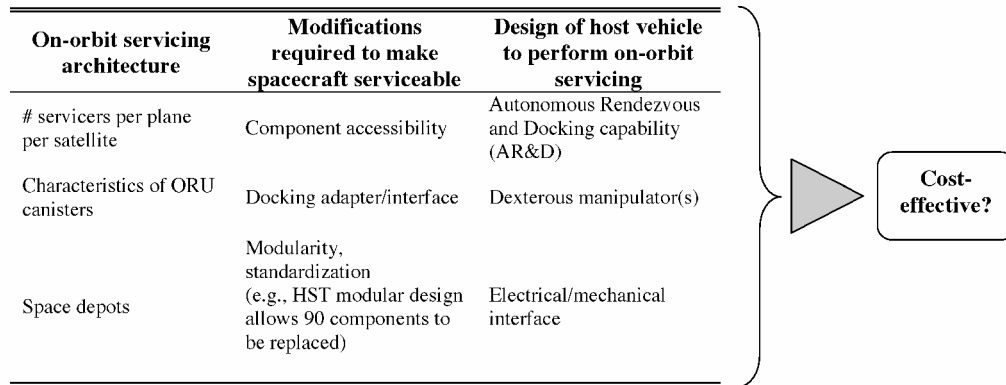 On-orbit servicing
architecture
Modifications
required to make
spacecraft serviceable
Design of host vehicle
to perform on-orbit
servicing
# servicers per plane
per satellite
Component accessibility
Autonomous Rendezvous
and Docking capability
(AR&D)
Characteristics of ORU
canisters
Docking adapter/interface
Dexterous manipulator(s)
Space depots
Modularity,
standardization
(e.g., HST modular design
allows 90 components to
be replaced)
Electrical/mechanical
interface
Cost-
effective?